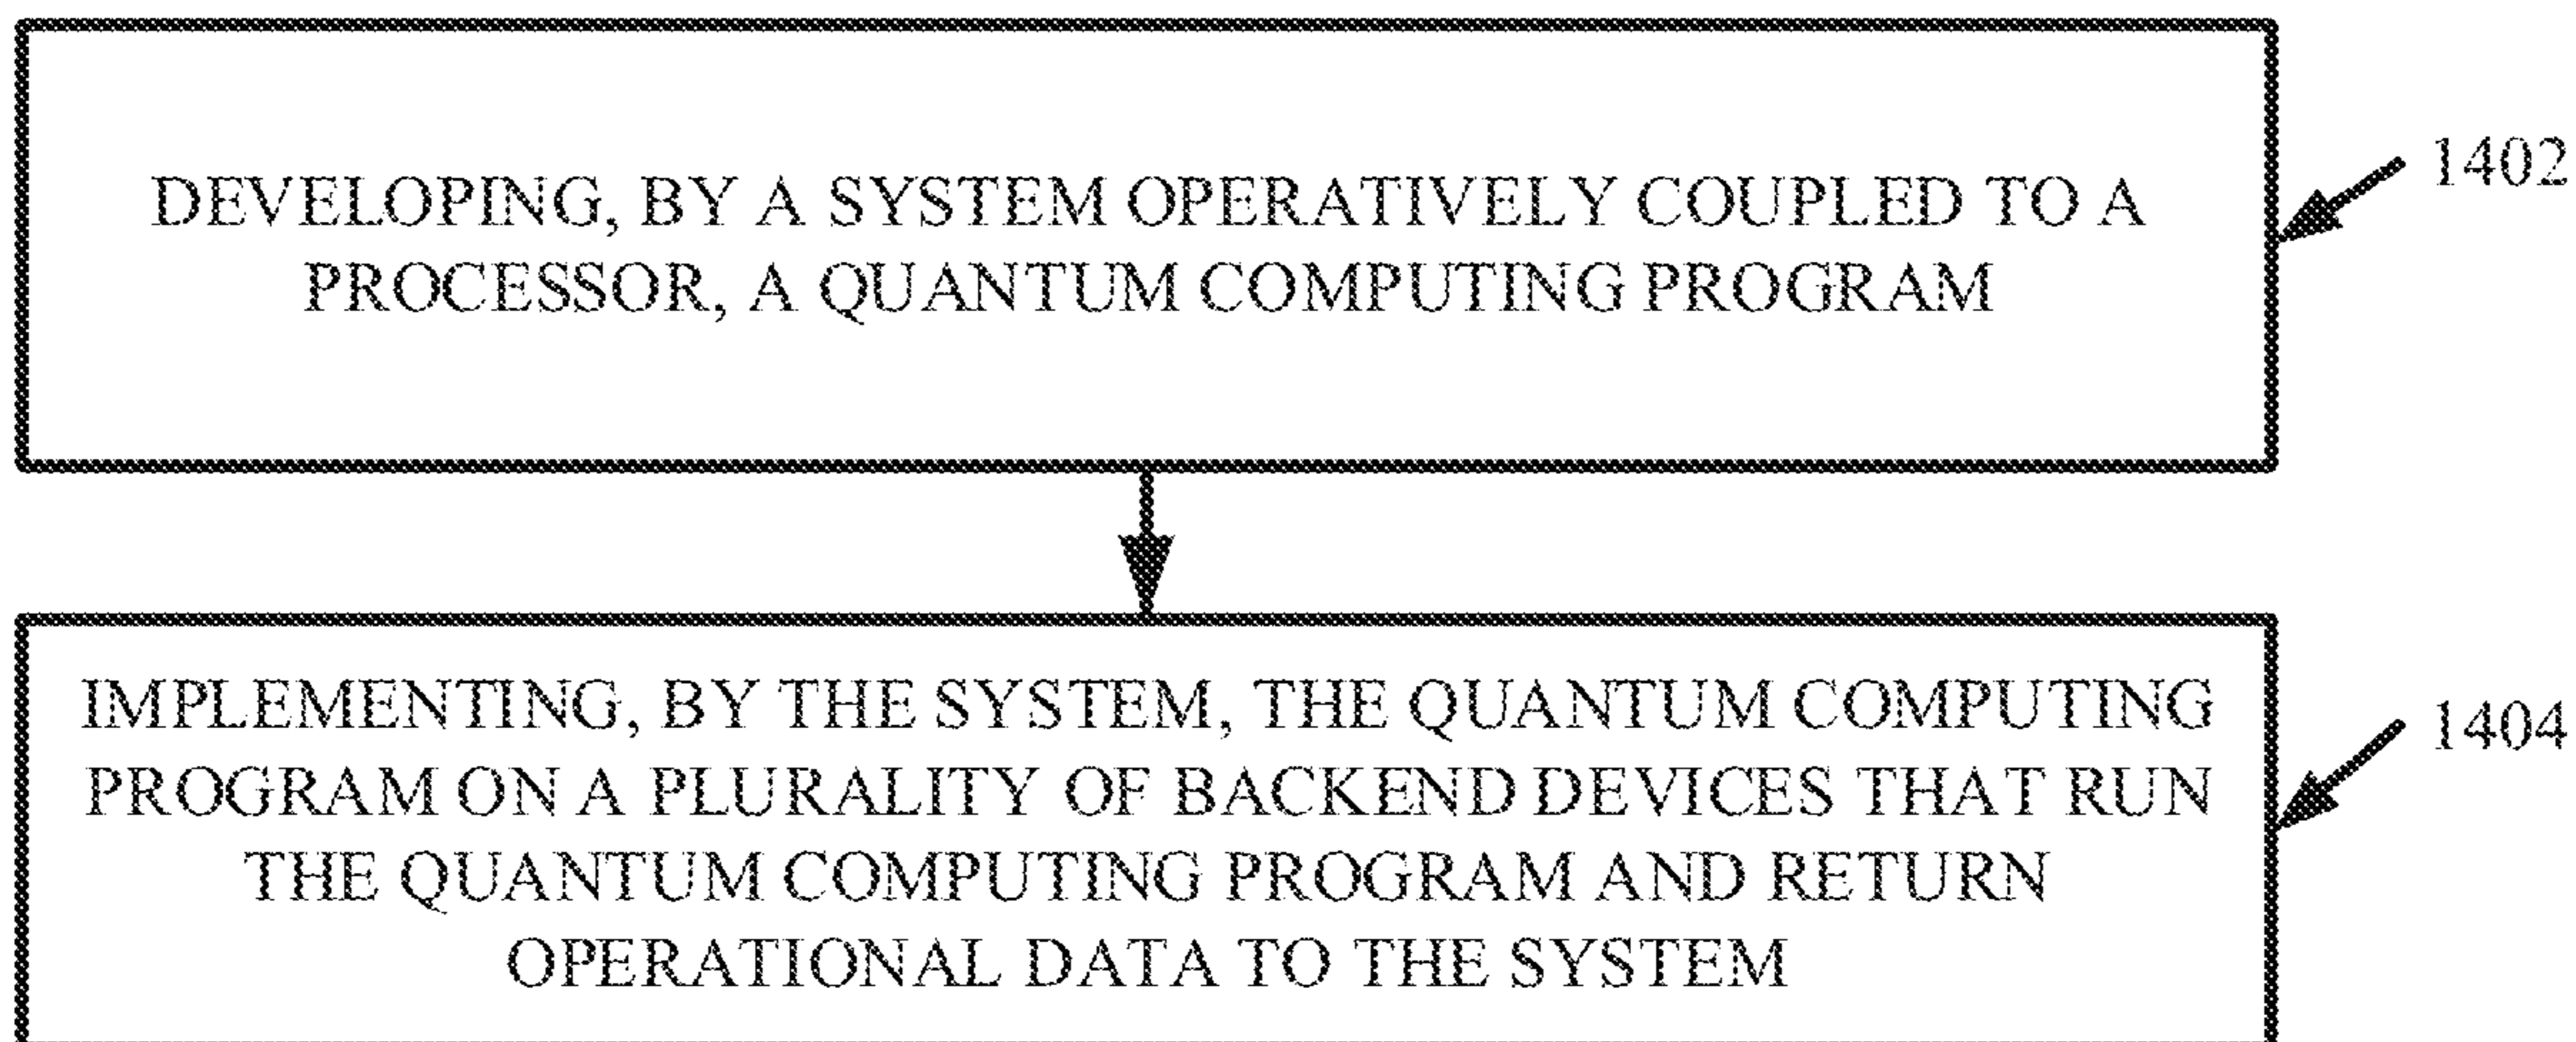 DEVELOPING, BY A SYSTEM OPERATIVELY COUPLED TO A
PROCESSOR, A QUANTUM COMPUTING PROGRAM
1402
IMPLEMENTING, BY THE SYSTEM, THE QUANTUM COMPUTING
PROGRAM ON A PLURALITY OF BACKEND DEVICES THAT RUN
THE QUANTUM COMPUTING PROGRAM AND RETURN
OPERATIONAL DATA TO THE SYSTEM
1404